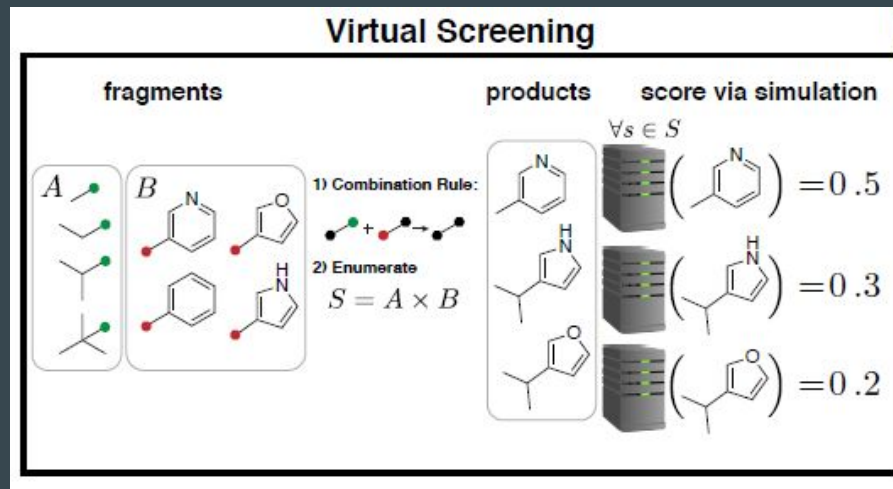 Virtual Screening
fragments
products
score via simulation
∀s ∈ S
A
B
N
O
H
N
1) Combination Rule:
+ →
2) Enumerate
S = A × B
N
H
N
O
( N ) = 0.5
( H
N ) = 0.3
( O ) = 0.2